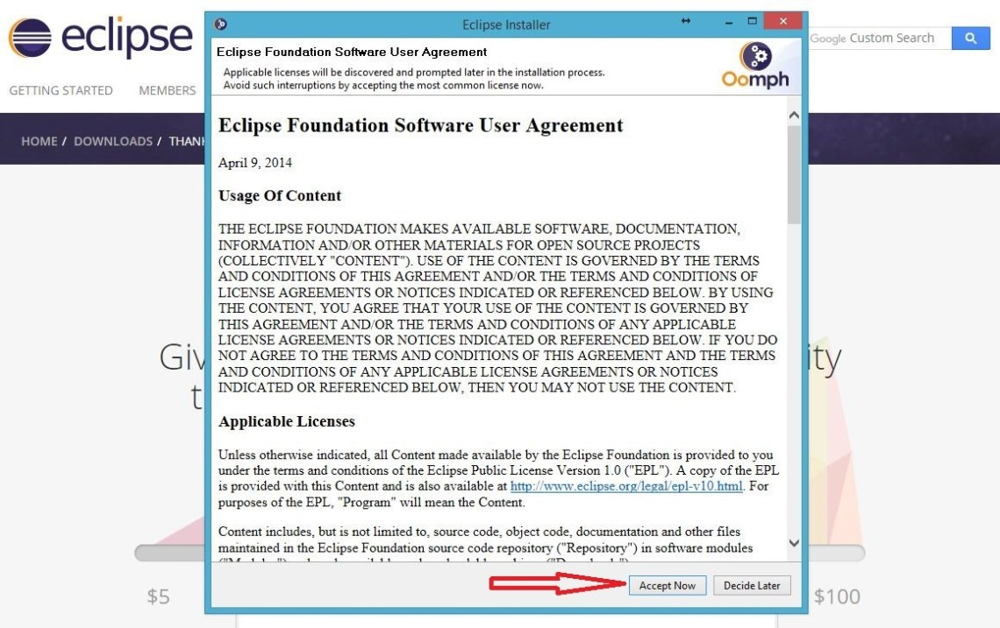 eclipse
Google Custom Search
GETTING STARTED MEMBERS
HOME / DOWNLOADS / THAN
Giv
t
ity
$5
$100
Eclipse Installer
Eclipse Foundation Software User Agreement
Applicable licenses will be discovered and prompted later in the installation process.
Avoid such interruptions by accepting the most common license now.
Oomph
Eclipse Foundation Software User Agreement
April 9, 2014
Usage Of Content
THE ECLIPSE FOUNDATION MAKES AVAILABLE SOFTWARE, DOCUMENTATION,
INFORMATION AND/OR OTHER MATERIALS FOR OPEN SOURCE PROJECTS
(COLLECTIVELY "CONTENT"). USE OF THE CONTENT IS GOVERNED BY THE TERMS
AND CONDITIONS OF THIS AGREEMENT AND/OR THE TERMS AND CONDITIONS OF
LICENSE AGREEMENTS OR NOTICES INDICATED OR REFERENCED BELOW. BY USING
THE CONTENT, YOU AGREE THAT YOUR USE OF THE CONTENT IS GOVERNED BY
THIS AGREEMENT AND/OR THE TERMS AND CONDITIONS OF ANY APPLICABLE
LICENSE AGREEMENTS OR NOTICES INDICATED OR REFERENCED BELOW. IF YOU DO
NOT AGREE TO THE TERMS AND CONDITIONS OF THIS AGREEMENT AND THE TERMS
AND CONDITIONS OF ANY APPLICABLE LICENSE AGREEMENTS OR NOTICES
INDICATED OR REFERENCED BELOW, THEN YOU MAY NOT USE THE CONTENT.
Applicable Licenses
Unless otherwise indicated, all Content made available by the Eclipse Foundation is provided to you
under the terms and conditions of the Eclipse Public License Version 1.0 ("EPL"). A copy of the EPL
is provided with this Content and is also available at http://www.eclipse.org/legal/epl-v10.html. For
purposes of the EPL, "Program" will mean the Content.
Content includes, but is not limited to, source code, object code, documentation and other files
maintained in the Eclipse Foundation source code repository ("Repository") in software modules
Accept Now
Decide Later